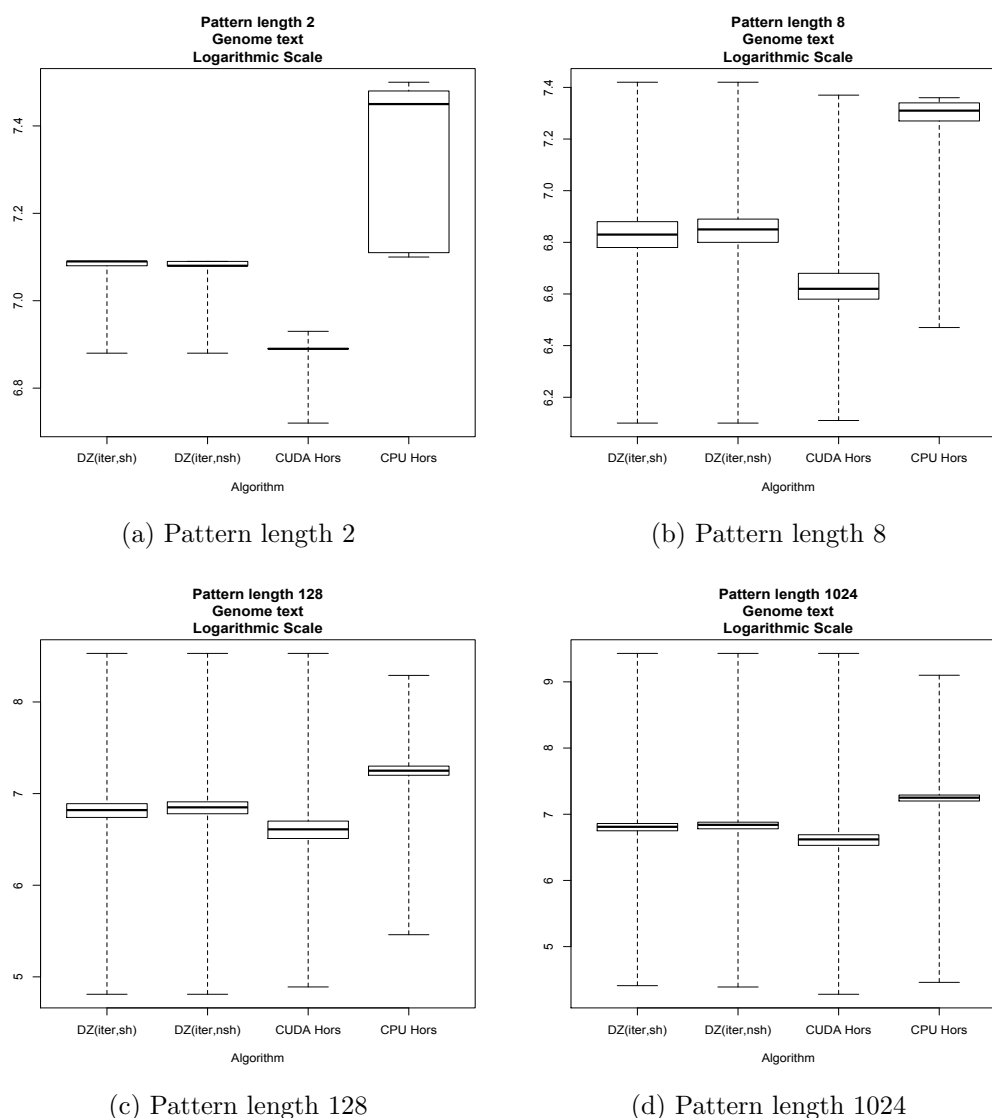 Pattern length 2
Genome text
Logarithmic Scale
7.4
7.2
7.0
6.8
DZ(iter,sh) DZ(iter,nsh) CUDA Hors CPU Hors
Algorithm
(a) Pattern length 2
Pattern length 8
Genome text
Logarithmic Scale
7.4
7.2
7.0
6.8
6.6
6.4
6.2
DZ(iter,sh) DZ(iter,nsh) CUDA Hors CPU Hors
Algorithm
(b) Pattern length 8
Pattern length 128
Genome text
Logarithmic Scale
8
7
6
5
DZ(iter,sh) DZ(iter,nsh) CUDA Hors CPU Hors
Algorithm
(c) Pattern length 128
Pattern length 1024
Genome text
Logarithmic Scale
9
8
7
6
5
DZ(iter,sh) DZ(iter,nsh) CUDA Hors CPU Hors
Algorithm
(d) Pattern length 1024